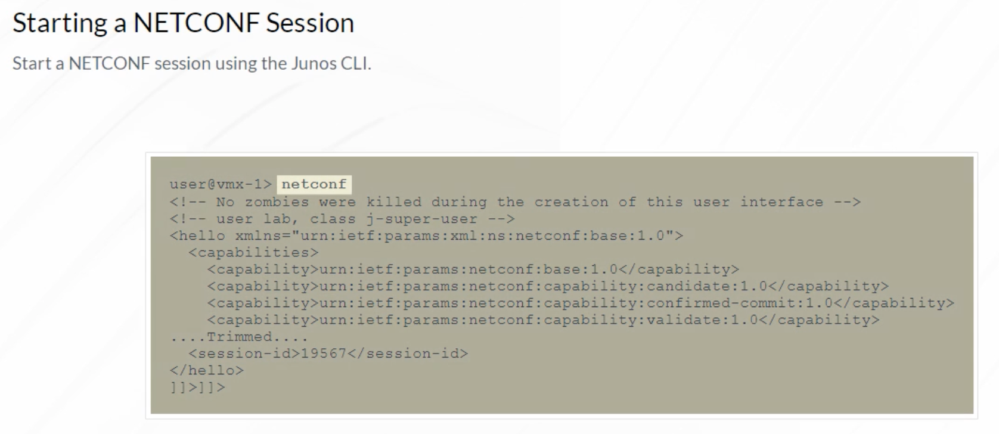 Starting a NETCONF Session
Start a NETCONF session using the Junos CLI.
user@vmx-1> netconf
<!-- No zombies were killed during the creation of this user interface -->
<!-- user lab, class j-super-user -->
<hello xmlns="urn:ietf:params:xml:ns:netconf:base:1.0">
  <capabilities>
    <capability>urn:ietf:params:netconf:base:1.0</capability>
    <capability>urn:ietf:params:netconf:capability:candidate:1.0</capability>
    <capability>urn:ietf:params:netconf:capability:confirmed-commit:1.0</capability>
    <capability>urn:ietf:params:netconf:capability:validate:1.0</capability>
....Trimmed....
  <session-id>19567</session-id>
</hello>
]]>]]>